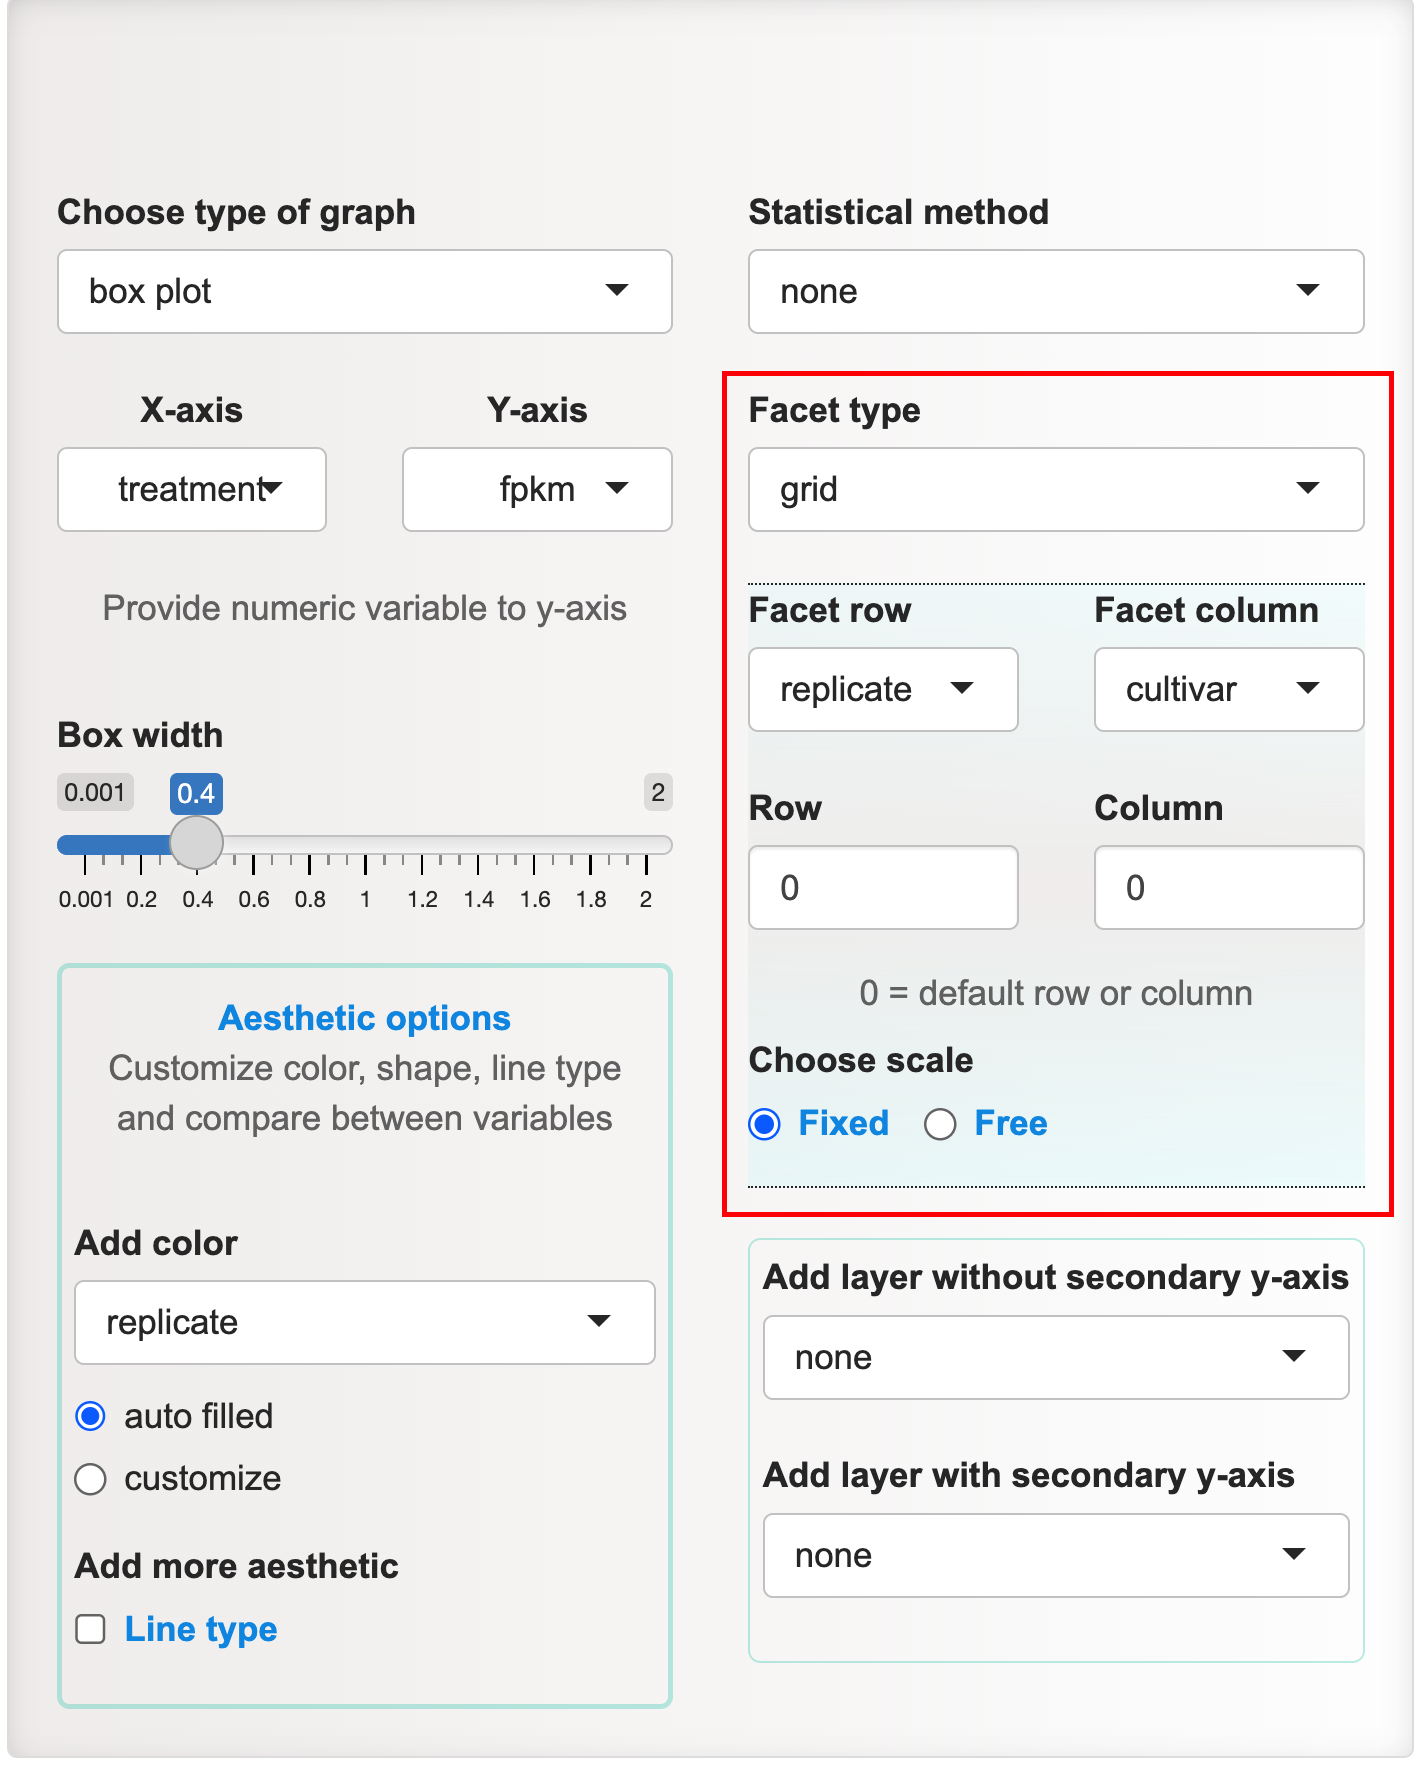 Choose type of graph
box plot
X-axis
Y-axis
treatment
fpkm
Provide numeric variable to y-axis
Box width
0.001
0.4
2
0.001 0.2 0.4 0.6 0.8 1 1.2 1.4 1.6 1.8 2
Aesthetic options
Customize color, shape, line type
and compare between variables
Add color
replicate
auto filled
customize
Add more aesthetic
Line type
Statistical method
none
Facet type
grid
Facet row
Facet column
replicate
cultivar
Row
Column
0
0
0 = default row or column
Choose scale
Fixed
Free
Add layer without secondary y-axis
none
Add layer with secondary y-axis
none